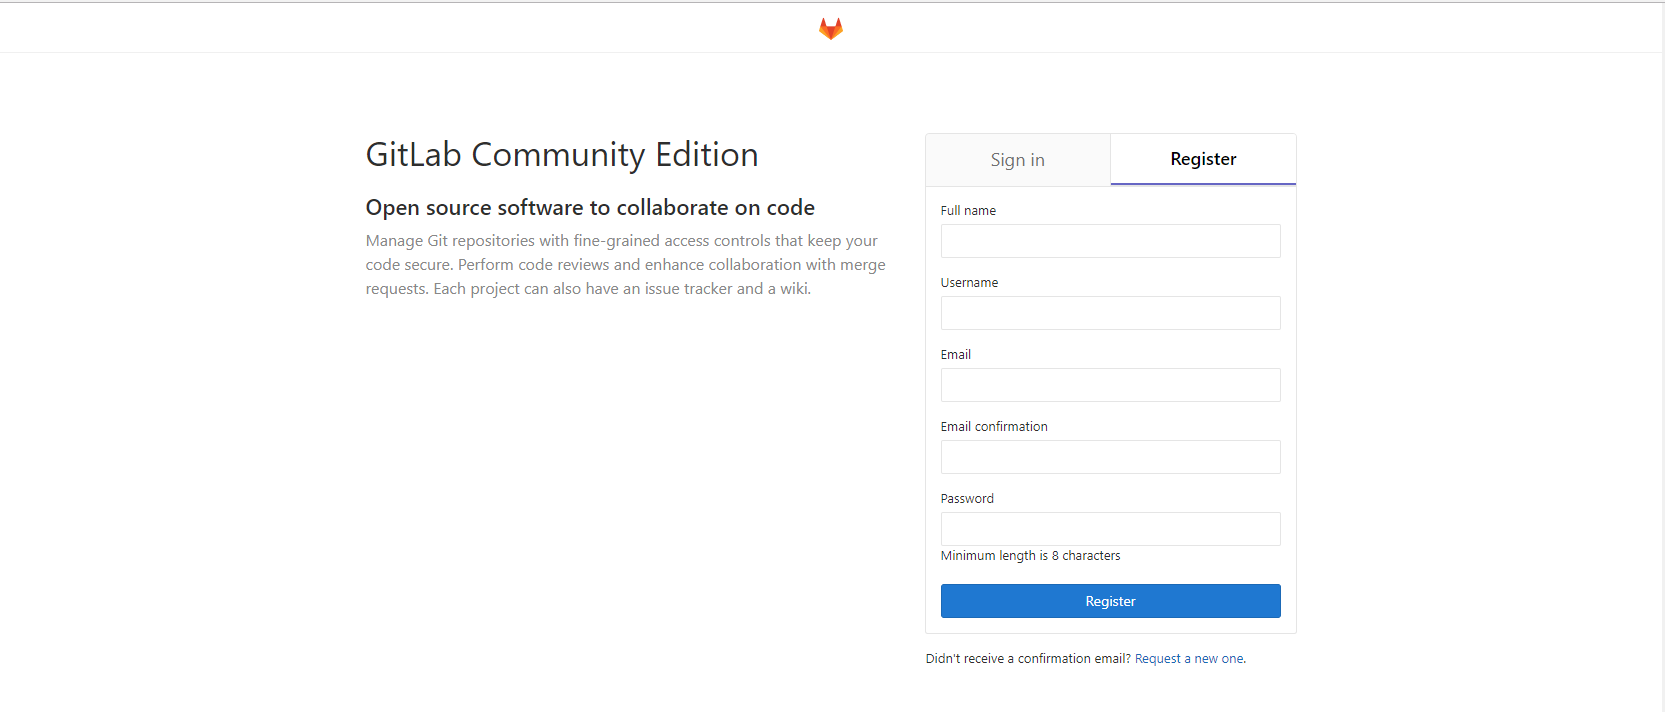 GitLab Community Edition
Open source software to collaborate on code
Manage Git repositories with fine-grained access controls that keep your
code secure. Perform code reviews and enhance collaboration with merge
requests. Each project can also have an issue tracker and a wiki.
Sign in
Register
Full name
Username
Email
Email confirmation
Password
Minimum length is 8 characters
Register
Didn't receive a confirmation email? Request a new one.